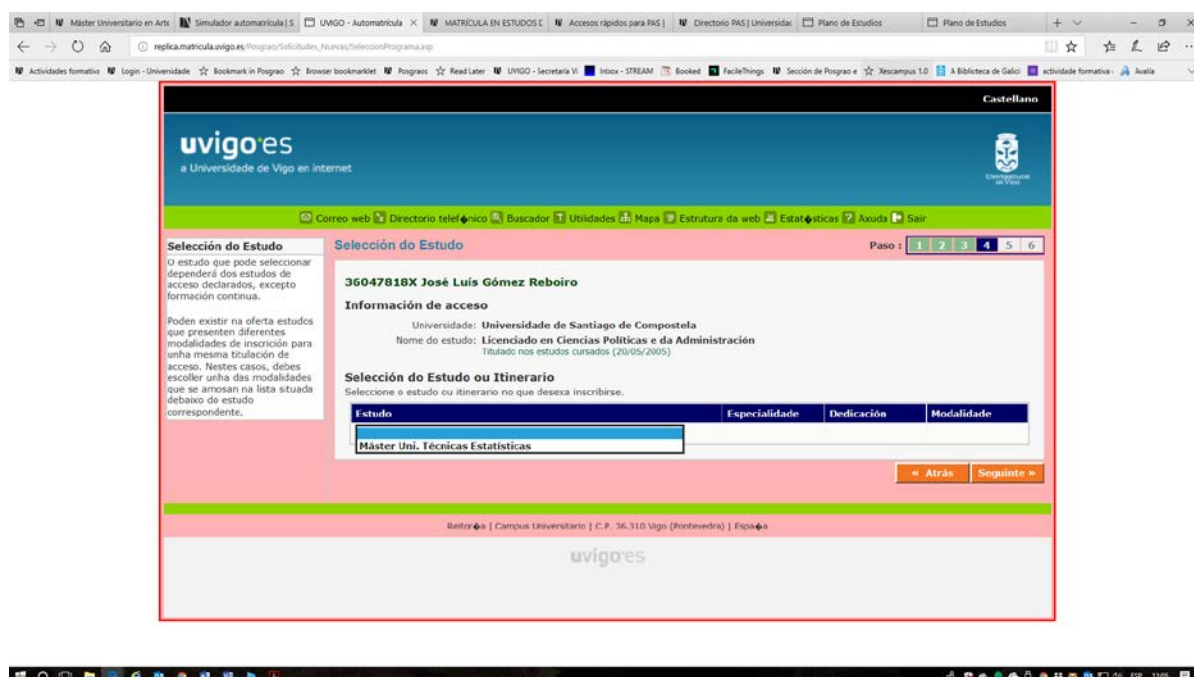 Máster Universitario en Arte
Simulador automatrícula | S
UVIGO - Automatrícula
MATRÍCULA EN ESTUDOS D
Accesos rápidos para PAS |
Directorio PAS | Universidac
Plano de Estudios
Plano de Estudios
replica.matricula.uvigo.es/Posgrao/Solicitudes_Nuevas/SeleccionPrograma.asp
Actividades formativa
Login - Universidade
Bookmark in Posgrao
Browser bookmarklet
Posgraos
Read Later
UVIGO - Secretaría Vi
Inbox - STREAM
Booked
FacileThings
Sección de Posgrao e
Xescampus 1.0
A Biblioteca de Galici
actividade formativa -
Avalía
Castellano
uvigo·es
a Universidade de Vigo en internet
Correo web Directorio telef�nico Buscador Utilidades Mapa Estrutura da web Estat�sticas Axuda Sair
Selección do Estudo
O estudo que pode seleccionar
dependerá dos estudos de
acceso declarados, excepto
formación continua.
Poden existir na oferta estudos
que presenten diferentes
modalidades de inscrición para
unha mesma titulación de
acceso. Nestes casos, debes
escoller unha das modalidades
que se amosan na lista situada
debaixo do estudo
correspondente.
Selección do Estudo
Paso : 1 2 3 4 5 6
36047818X José Luís Gómez Reboiro
Información de acceso
Universidade: Universidade de Santiago de Compostela
Nome do estudo: Licenciado en Ciencias Políticas e da Administración
Titulado nos estudos cursados (20/05/2005)
Selección do Estudo ou Itinerario
Seleccione o estudo ou itinerario no que desexa inscribirse.
Estudo Especialidade Dedicación Modalidade
Máster Uni. Técnicas Estatísticas
« Atrás Seguinte »
Reitor�a | Campus Universitario | C.P. 36.310 Vigo (Pontevedra) | Espa�a
uvigo·es
ESP 13:05